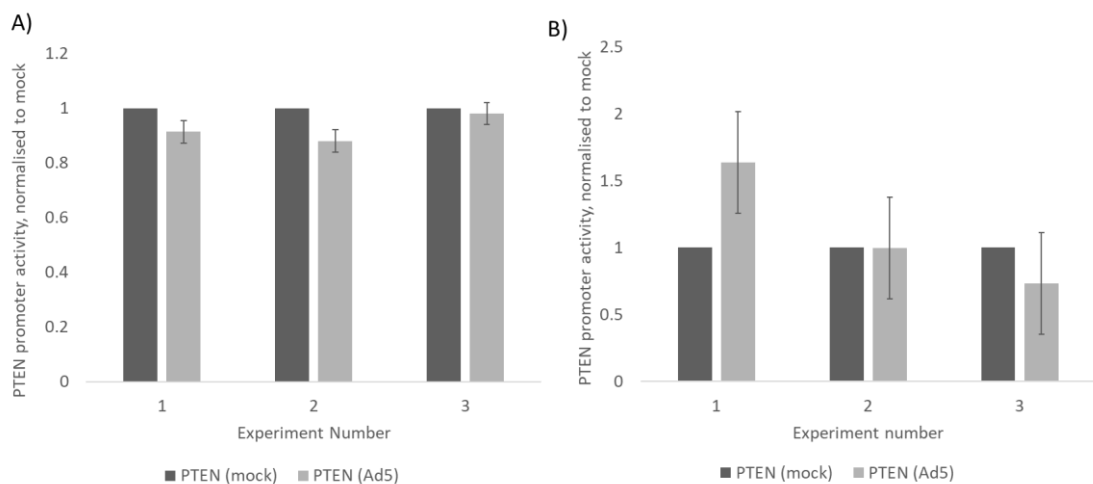 A)
PTEN promoter activity, normalised to mock
1.2
1
0.8
0.6
0.4
0.2
0
1 2 3
Experiment Number
PTEN (mock) PTEN (Ad5)
B)
PTEN promoter activity, normalised to mock
2.5
2
1.5
1
0.5
0
1 2 3
Experiment number
PTEN (mock) PTEN (Ad5)